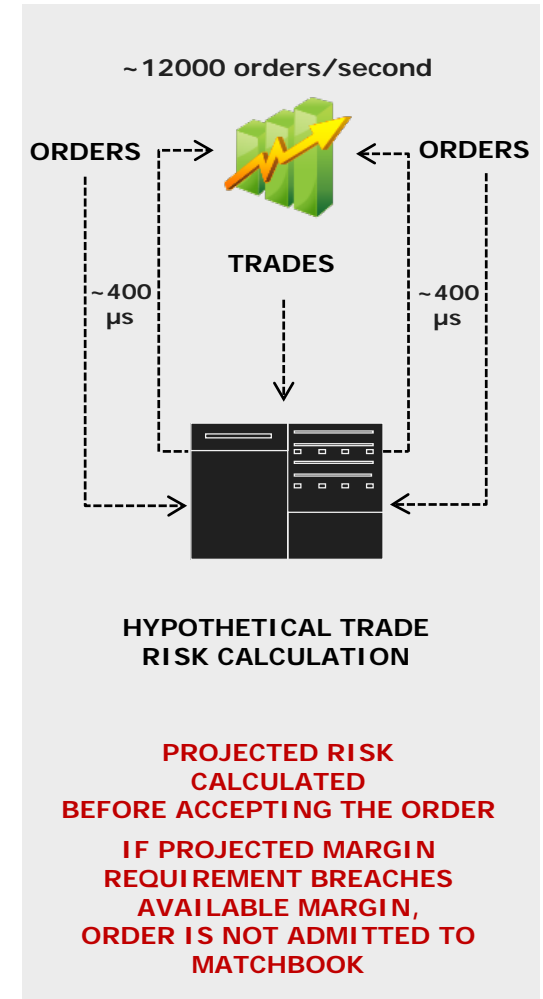 ~12000 orders/second
ORDERS
ORDERS
TRADES
~400
µs
~400
µs
HYPOTHETICAL TRADE
RISK CALCULATION
PROJECTED RISK
CALCULATED
BEFORE ACCEPTING THE ORDER
IF PROJECTED MARGIN
REQUIREMENT BREACHES
AVAILABLE MARGIN,
ORDER IS NOT ADMITTED TO
MATCHBOOK